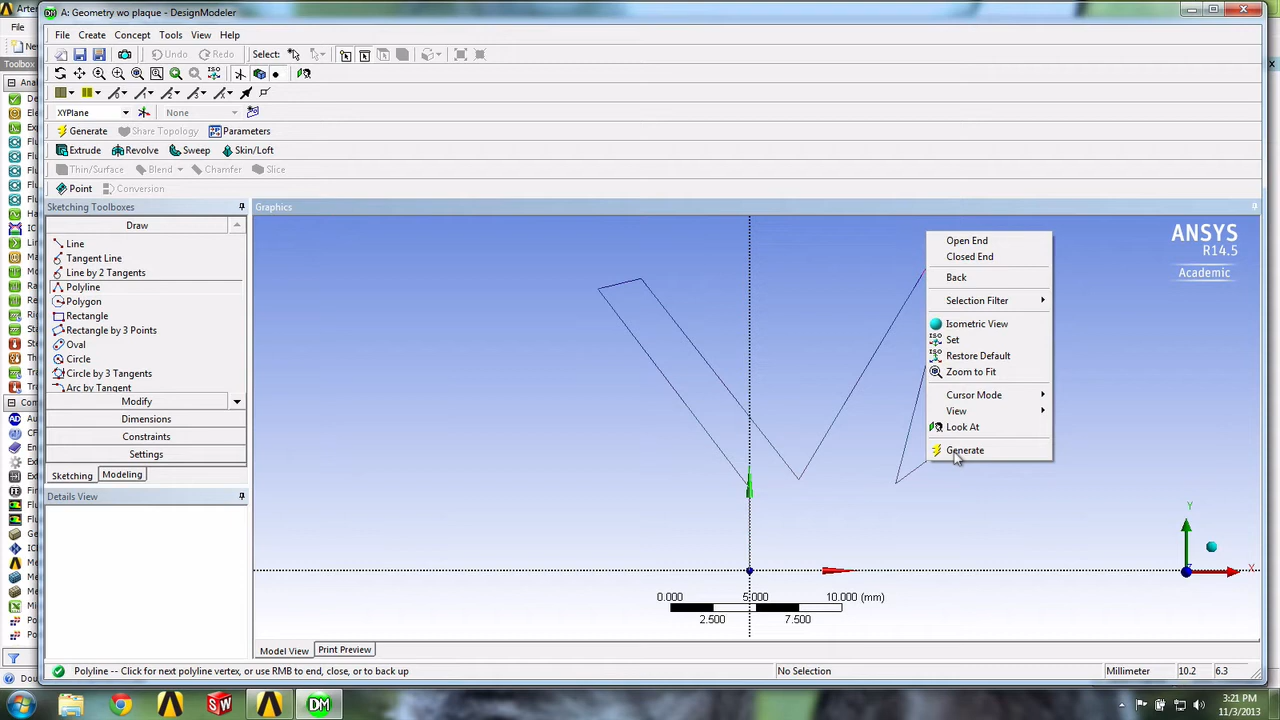 A: Geometry wo plaque - DesignModeler
File Create Concept Tools View Help
Undo Redo Select:
XYPlane None
Generate Share Topology Parameters
Extrude Revolve Sweep Skin/Loft
Thin/Surface Blend Chamfer Slice
Point Conversion
Sketching Toolboxes
Draw
Line
Tangent Line
Line by 2 Tangents
Polyline
Polygon
Rectangle
Rectangle by 3 Points
Oval
Circle
Circle by 3 Tangents
Arc by Tangent
Modify
Dimensions
Constraints
Settings
Sketching Modeling
Details View
Graphics
ANSYS
R14.5
Academic
Open End
Closed End
Back
Selection Filter
Isometric View
Set
Restore Default
Zoom to Fit
Cursor Mode
View
Look At
Generate
Y
X
0.000 5.000 10.000 (mm)
2.500 7.500
Model View Print Preview
Polyline -- Click for next polyline vertex, or use RMB to end, close, or to back up No Selection Millimeter 10.2 6.3
3:21 PM
11/3/2013
File
Toolbox